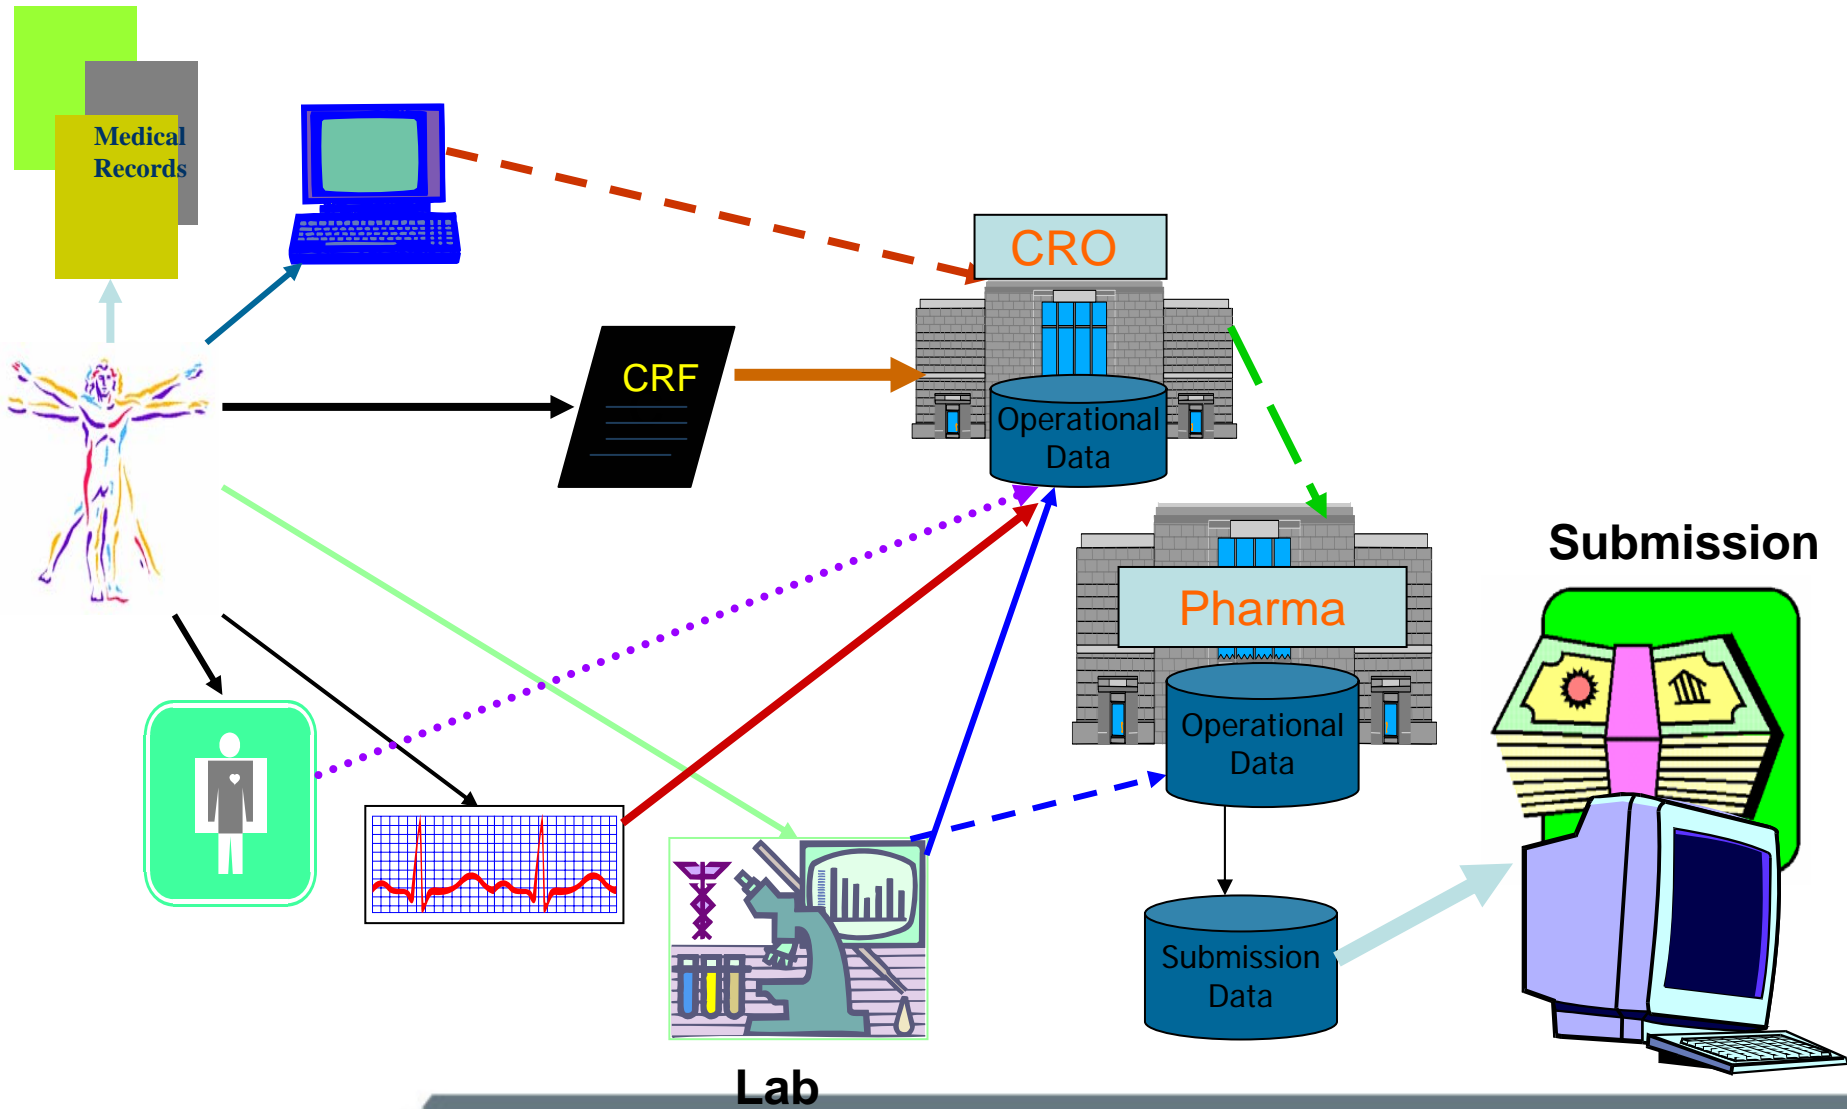 Medical
Records
CRO
CRF
Operational
Data
Submission
Pharma
Operational
Data
Submission
Data
Lab